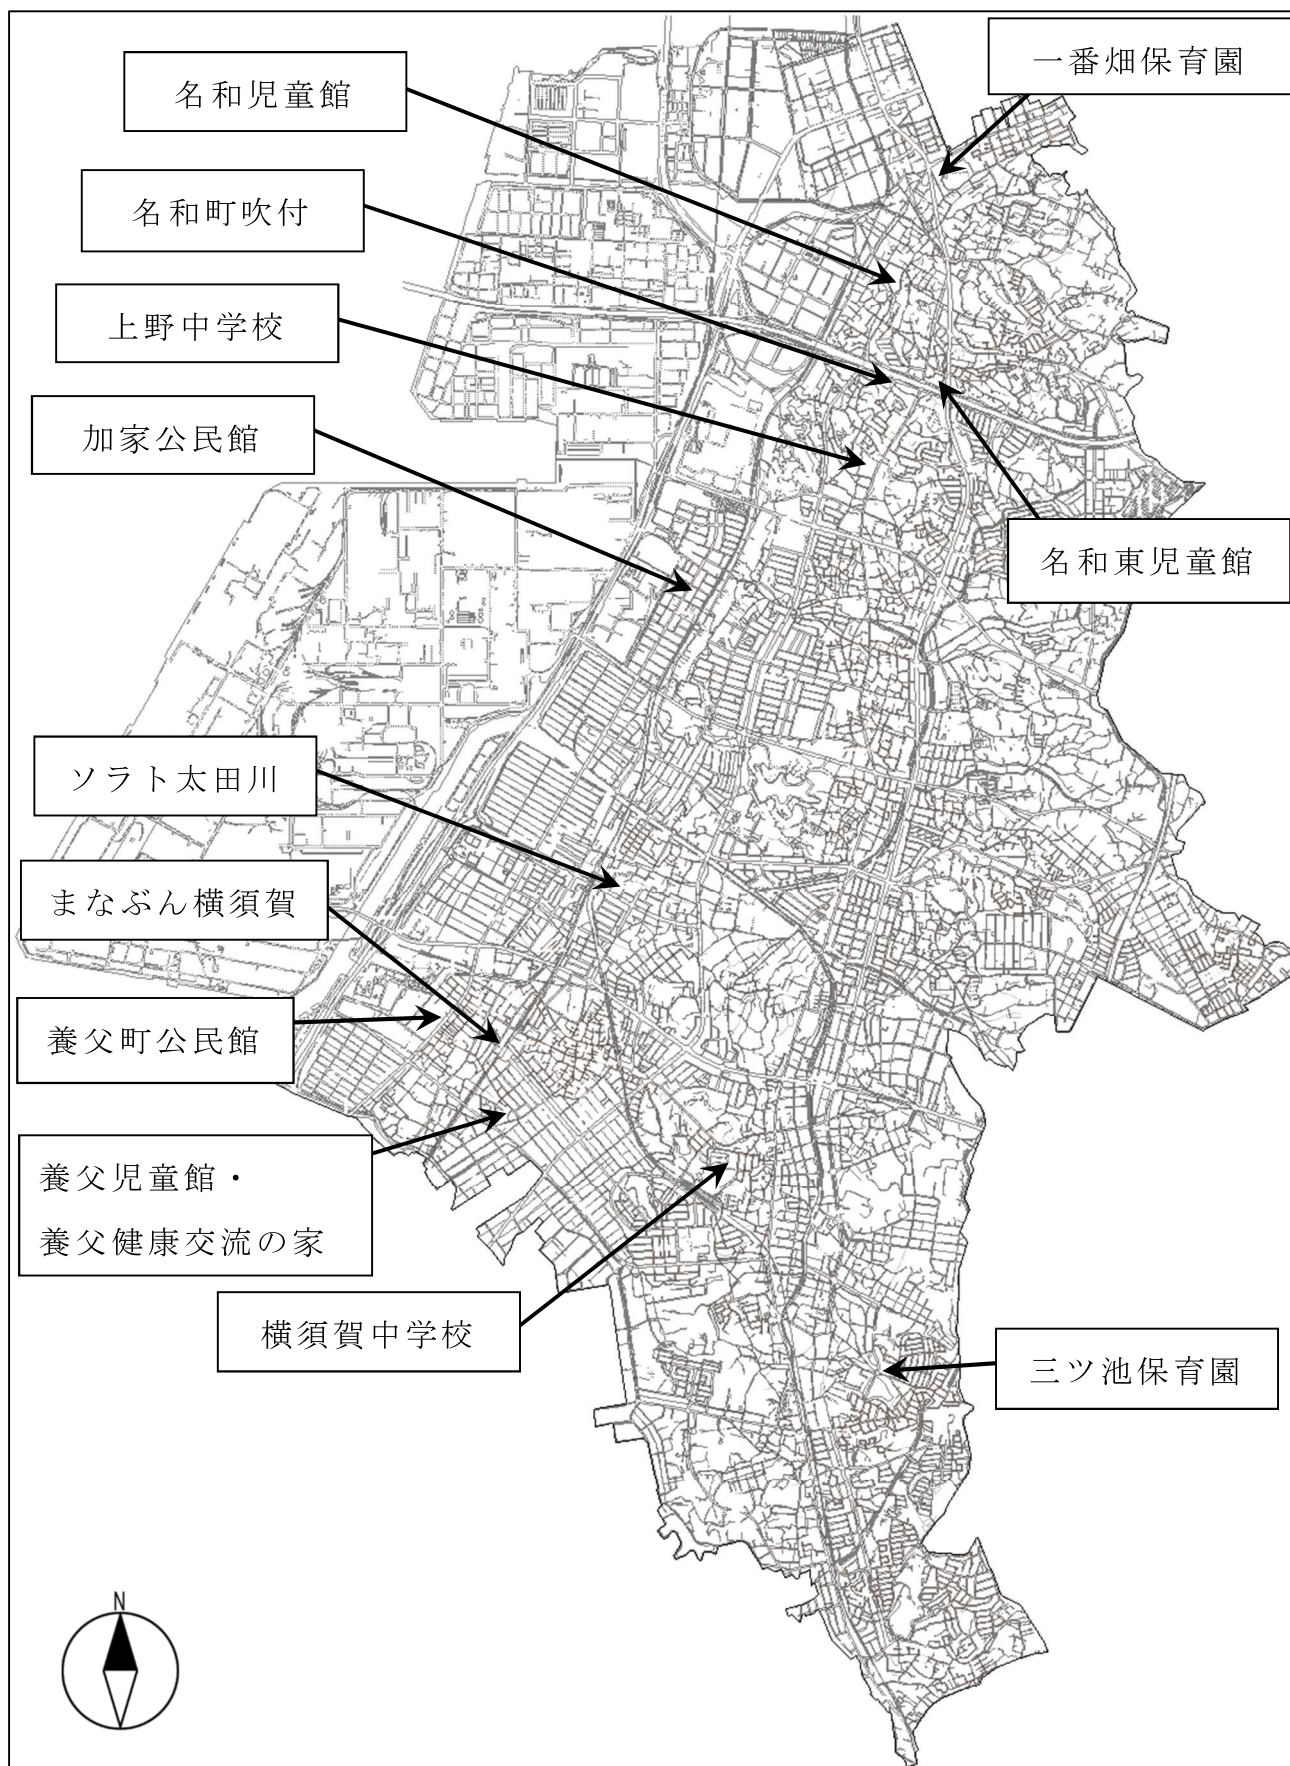 一番畑保育園
名和児童館
名和町吹付
上野中学校
加家公民館
名和東児童館
ソラト太田川
まなぶん横須賀
養父町公民館
養父児童館・
養父健康交流の家
横須賀中学校
三ツ池保育園
N